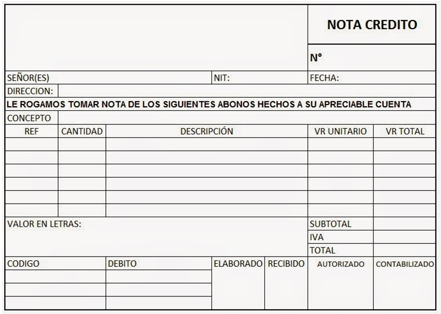 NOTA CREDITO
N°
SEÑOR(ES) NIT: FECHA:
DIRECCION:
LE ROGAMOS TOMAR NOTA DE LOS SIGUIENTES ABONOS HECHOS A SU APRECIABLE CUENTA
CONCEPTO
REF CANTIDAD DESCRIPCIÓN VR UNITARIO VR TOTAL
VALOR EN LETRAS: SUBTOTAL
IVA
TOTAL
CODIGO DEBITO ELABORADO RECIBIDO AUTORIZADO CONTABILIZADO